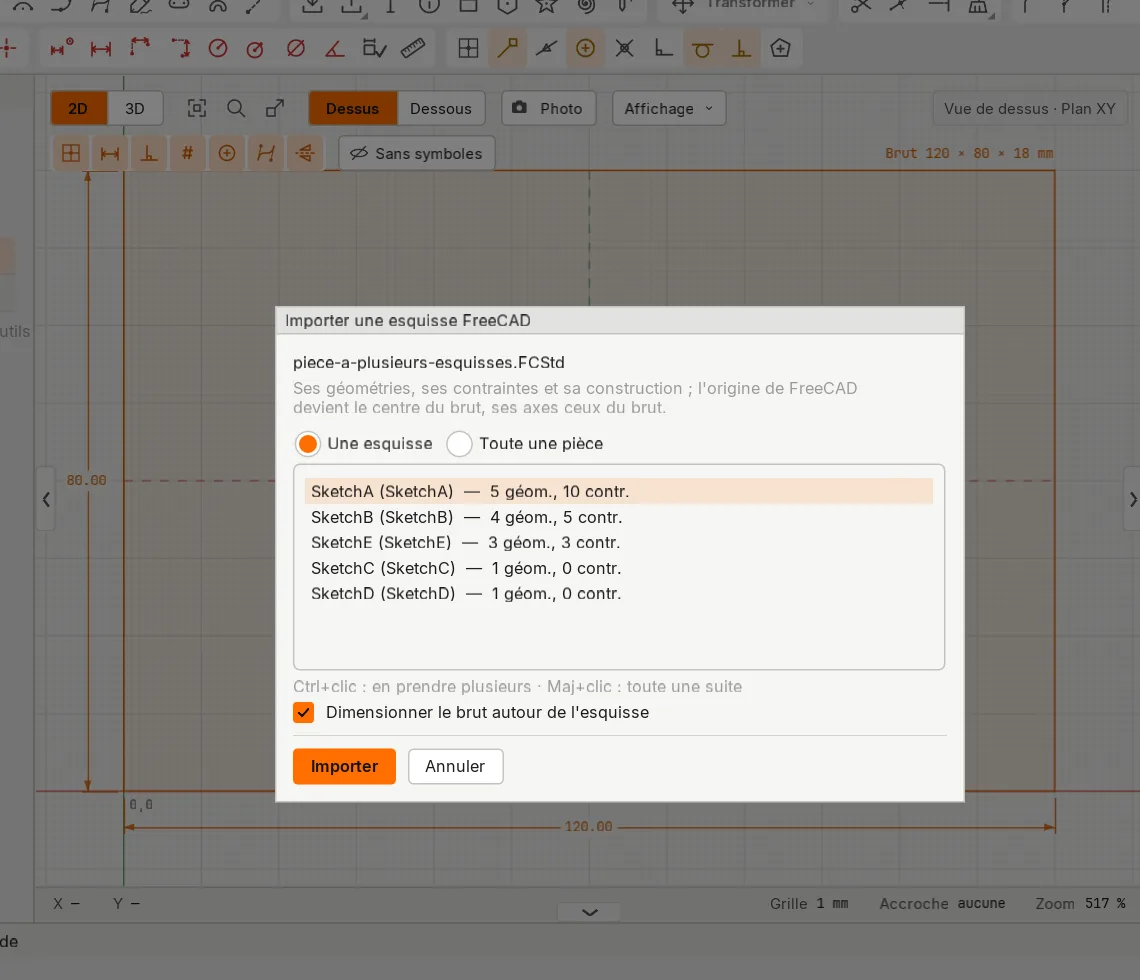 Transformer
2D
3D
Dessus
Dessous
Photo
Affichage
Vue de dessus · Plan XY
#
Sans symboles
Brut 120 × 80 × 18 mm
Importer une esquisse FreeCAD
piece-a-plusieurs-esquisses.FCStd
Ses géométries, ses contraintes et sa construction ; l'origine de FreeCAD
devient le centre du brut, ses axes ceux du brut.
utils
Une esquisse
Toute une pièce
80.00
SketchA (SketchA) — 5 géom., 10 contr.
SketchB (SketchB) — 4 géom., 5 contr.
SketchE (SketchE) — 3 géom., 3 contr.
SketchC (SketchC) — 1 géom., 0 contr.
SketchD (SketchD) — 1 géom., 0 contr.
Ctrl+clic : en prendre plusieurs · Maj+clic : toute une suite
Dimensionner le brut autour de l'esquisse
Importer
Annuler
0,0
120.00
X –
Y –
Grille 1 mm
Accroche aucune
Zoom 517 %
de